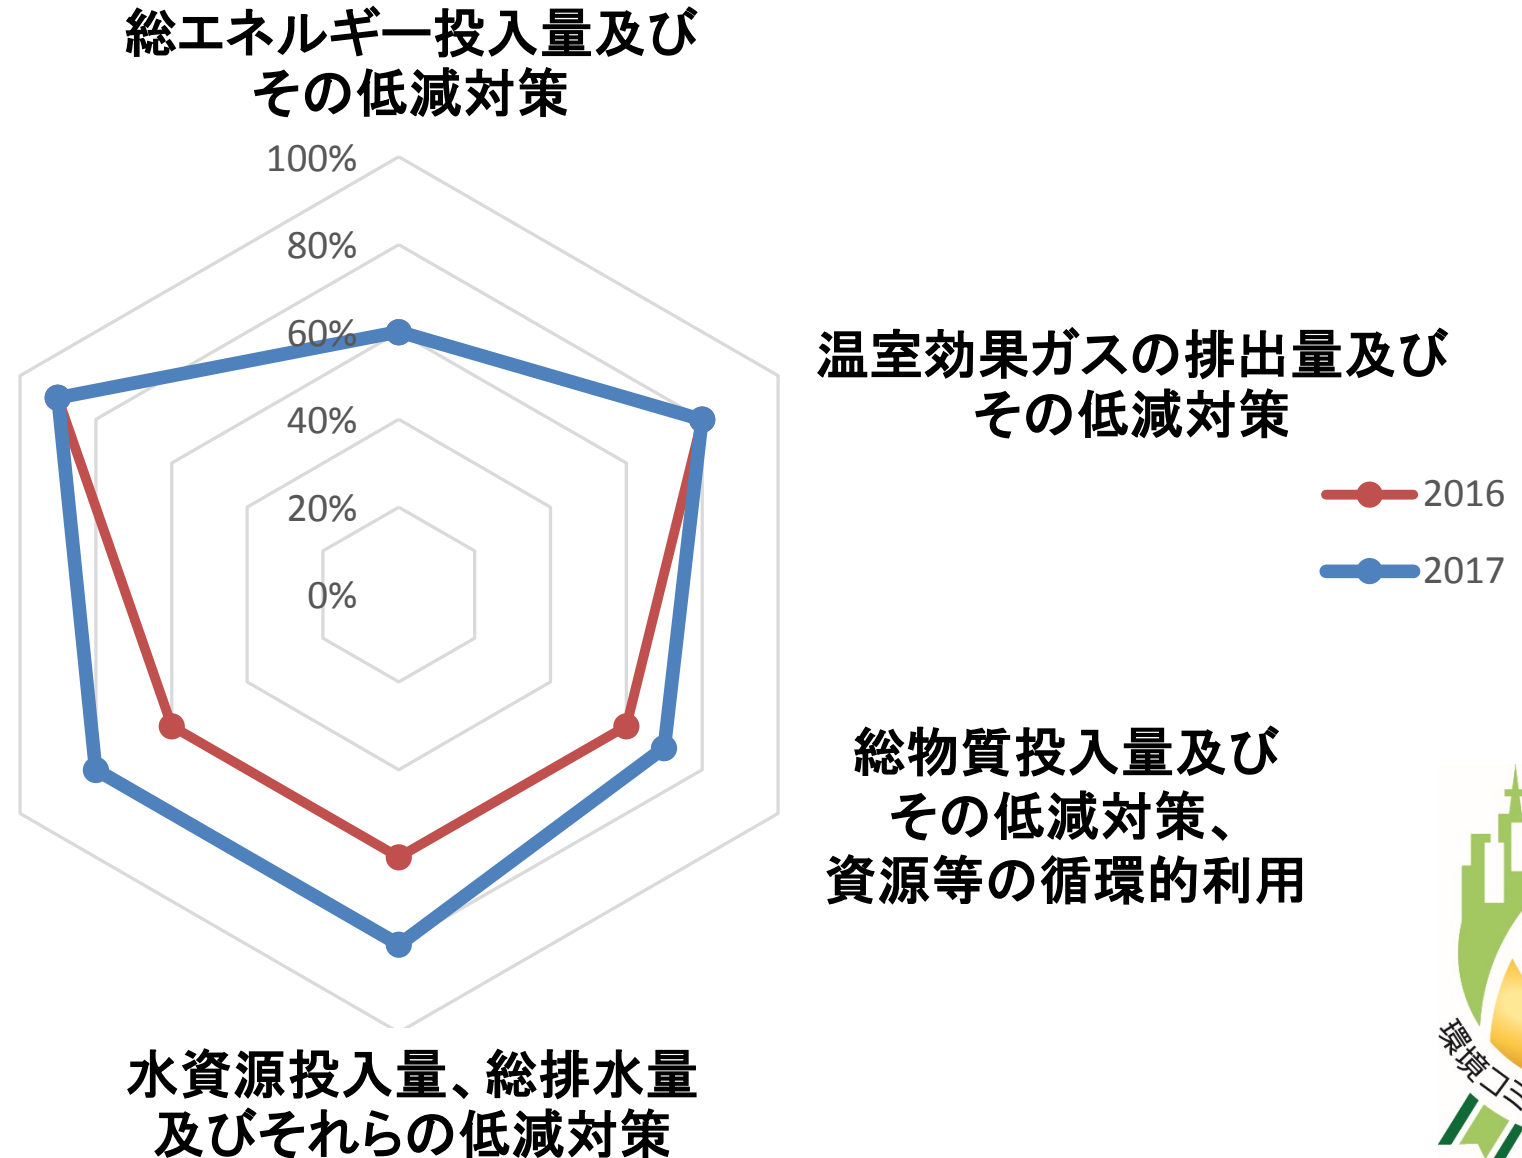 総エネルギー投入量及び
その低減対策
100%
80%
60%
40%
20%
0%
温室効果ガスの排出量及び
その低減対策
2016
2017
総物質投入量及び
その低減対策、
資源等の循環的利用
水資源投入量、総排水量
及びそれらの低減対策
環境コミ